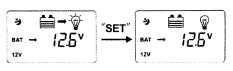 "SET"
BAT → 12.6V
12V
BAT → 12.6V
12V